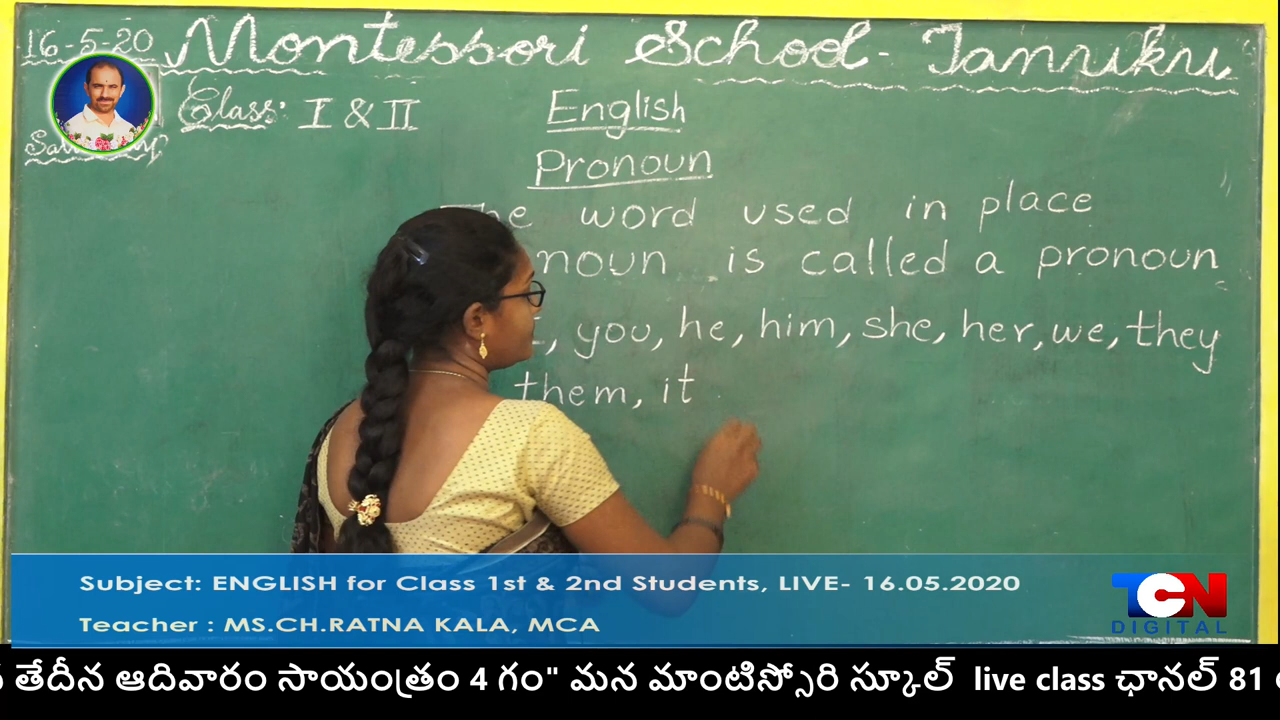 16-5-20 Montessori School - Tanruku
Class: I & II
English
Pronoun
The word used in place
noun is called a pronoun
you, he, him, she, her, we, they
them, it
Subject: ENGLISH for Class 1st & 2nd Students, LIVE- 16.05.2020
Teacher : MS.CH.RATNA KALA, MCA
TCN
DIGITAL
తేదీన ఆదివారం సాయంత్రం 4 గం" మన మాంటిస్సోరి స్కూల్ live class ఛానల్ 81